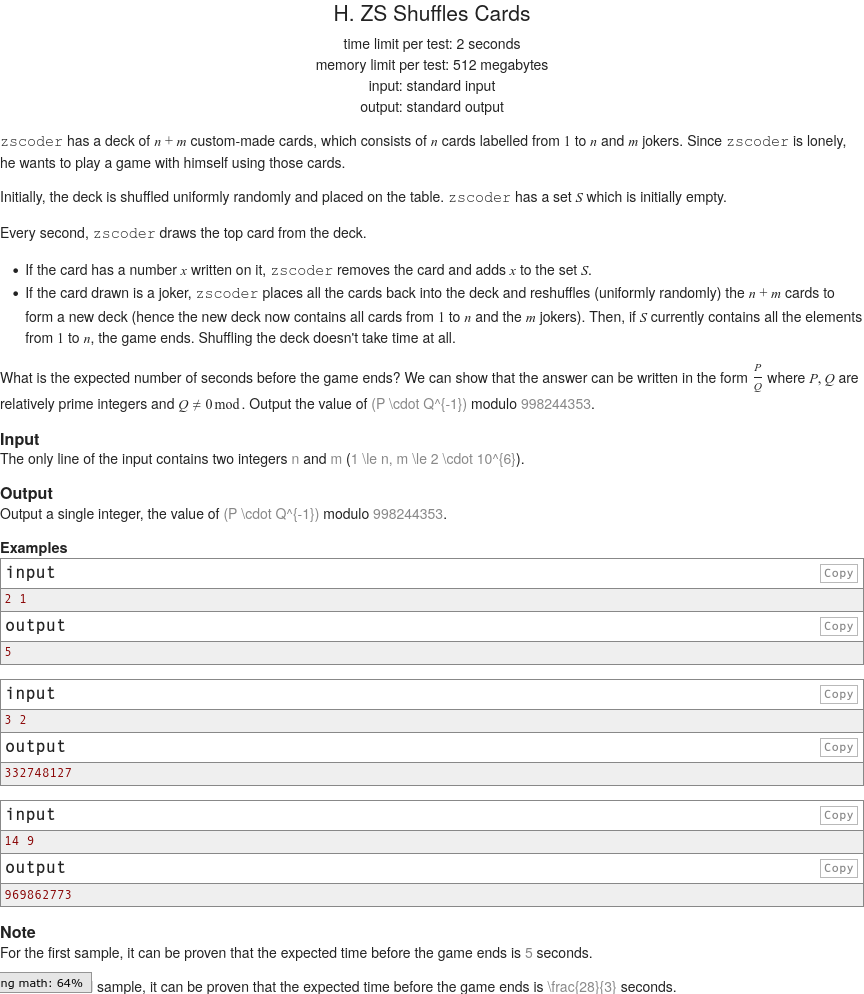 H. ZS Shuffles Cards
time limit per test: 2 seconds
memory limit per test: 512 megabytes
input: standard input
output: standard output
zscoder has a deck of n + m custom-made cards, which consists of n cards labelled from 1 to n and m jokers. Since zscoder is lonely,
he wants to play a game with himself using those cards.
Initially, the deck is shuffled uniformly randomly and placed on the table. zscoder has a set S which is initially empty.
Every second, zscoder draws the top card from the deck.
• If the card has a number x written on it, zscoder removes the card and adds x to the set S.
• If the card drawn is a joker, zscoder places all the cards back into the deck and reshuffles (uniformly randomly) the n + m cards to
form a new deck (hence the new deck now contains all cards from 1 to n and the m jokers). Then, if S currently contains all the elements
from 1 to n, the game ends. Shuffling the deck doesn't take time at all.
What is the expected number of seconds before the game ends? We can show that the answer can be written in the form P/Q where P, Q are
relatively prime integers and Q ≠ 0 mod . Output the value of (P \cdot Q^{-1}) modulo 998244353.
Input
The only line of the input contains two integers n and m (1 \le n, m \le 2 \cdot 10^{6}).
Output
Output a single integer, the value of (P \cdot Q^{-1}) modulo 998244353.
Examples
input Copy
2 1
output Copy
5
input Copy
3 2
output Copy
332748127
input Copy
14 9
output Copy
969862773
Note
For the first sample, it can be proven that the expected time before the game ends is 5 seconds.
ng math: 64% sample, it can be proven that the expected time before the game ends is \frac{28}{3} seconds.